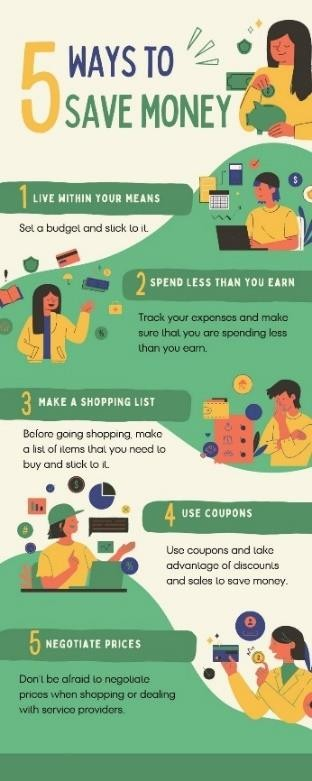 5 WAYS TO
SAVE MONEY
1 LIVE WITHIN YOUR MEANS
Set a budget and stick to it.
2 SPEND LESS THAN YOU EARN
Track your expenses and make
sure that you are spending less
than you earn.
3 MAKE A SHOPPING LIST
Before going shopping, make
a list of items that you need to
buy and stick to it.
4 USE COUPONS
Use coupons and take
advantage of discounts
and sales to save money.
5 NEGOTIATE PRICES
Don't be afraid to negotiate
prices when shopping or dealing
with service providers.